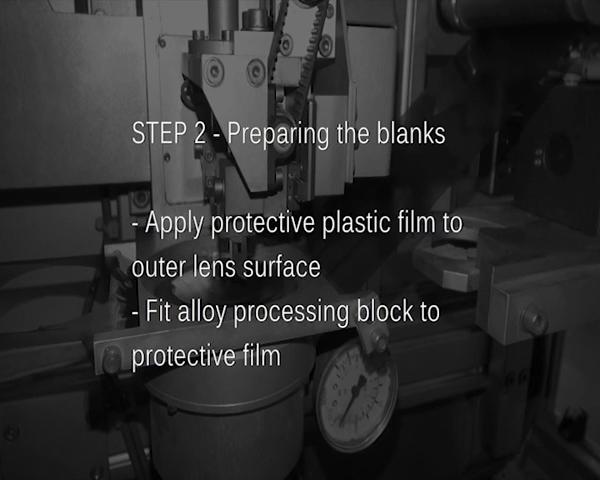 STEP 2 - Preparing the blanks
- Apply protective plastic film to
outer lens surface
- Fit alloy processing block to
protective film